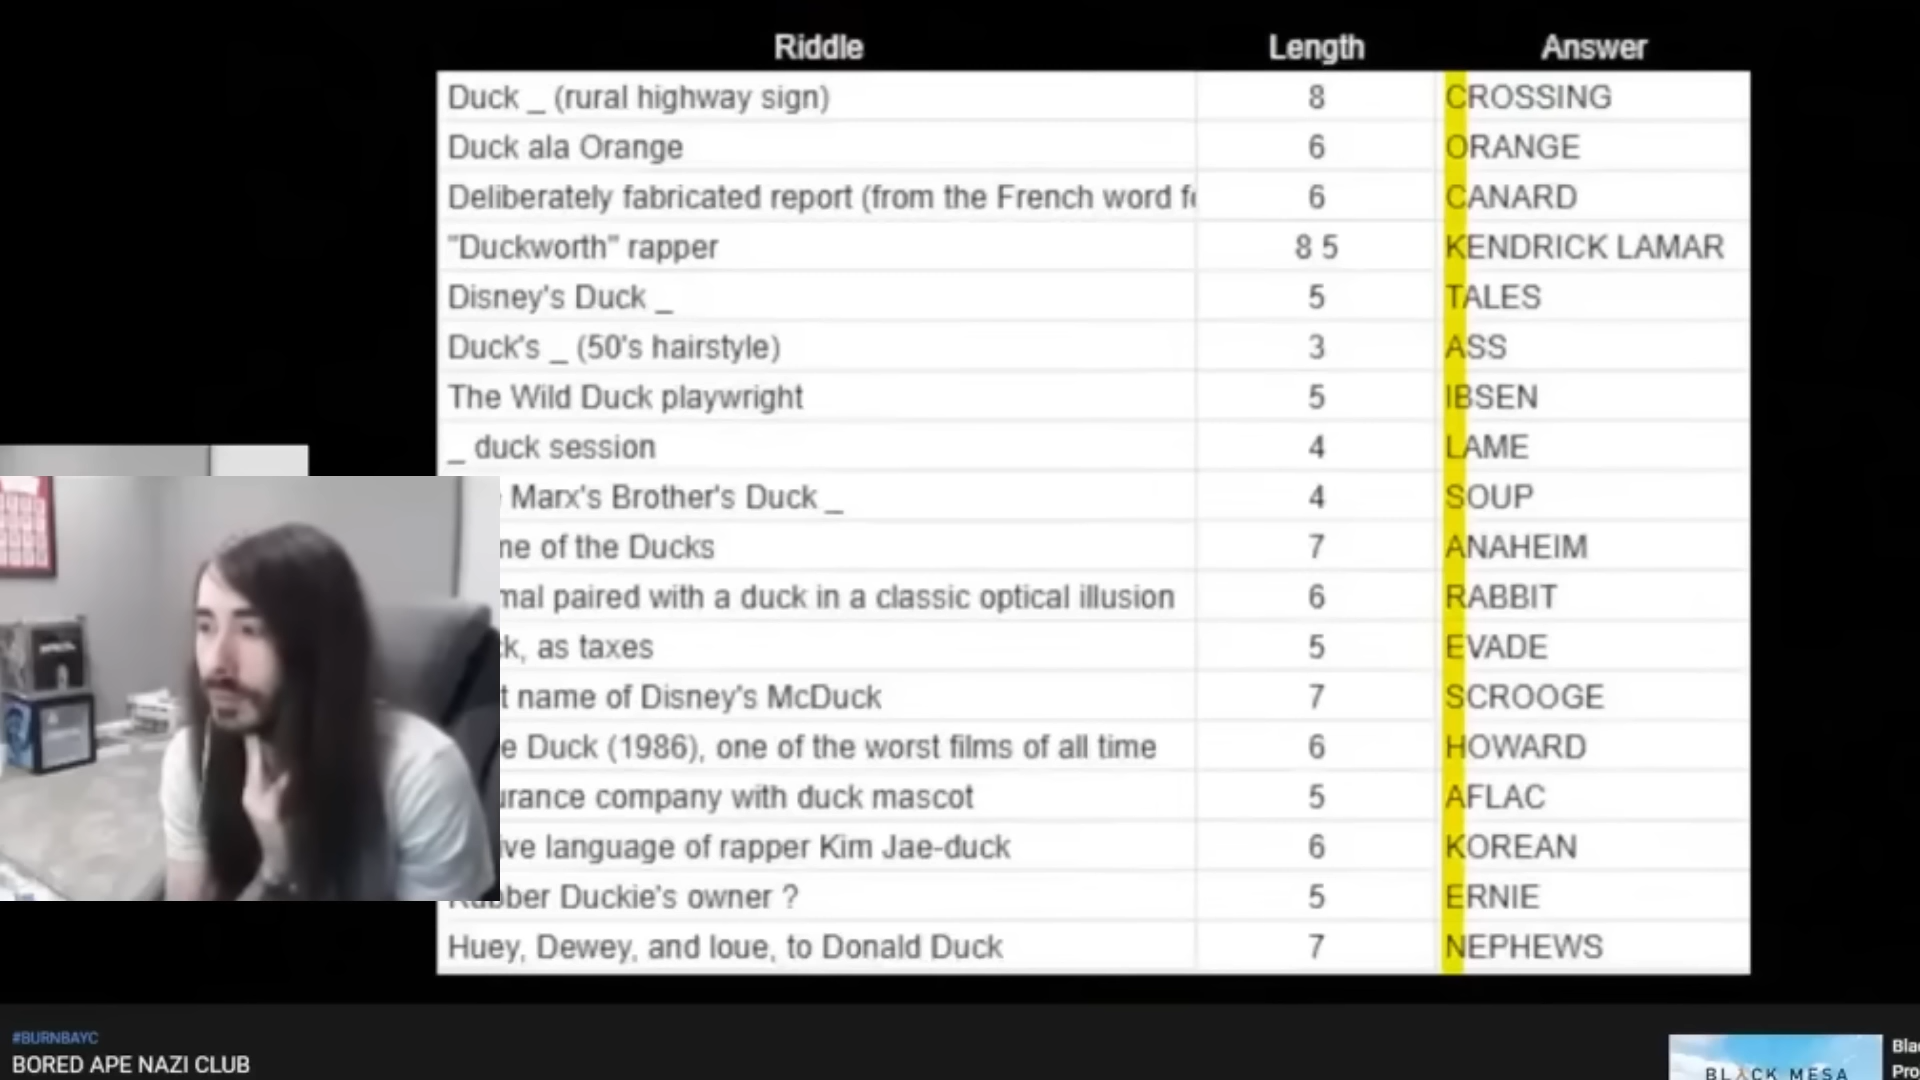 Riddle Length Answer
Duck _ (rural highway sign) 8 CROSSING
Duck ala Orange 6 ORANGE
Deliberately fabricated report (from the French word 6 CANARD
"Duckworth" rapper 8 5 KENDRICK LAMAR
Disney's Duck _ 5 TALES
Duck's _ (50's hairstyle) 3 ASS
The Wild Duck playwright 5 IBSEN
_ duck session 4 LAME
Marx's Brother's Duck _ 4 SOUP
of the Ducks 7 ANAHEIM
paired with a duck in a classic optical illusion 6 RABBIT
as taxes 5 EVADE
name of Disney's McDuck 7 SCROOGE
Duck (1986), one of the worst films of all time 6 HOWARD
company with duck mascot 5 AFLAC
language of rapper Kim Jae-duck 6 KOREAN
Duckie's owner ? 5 ERNIE
Huey, Dewey, and loue, to Donald Duck 7 NEPHEWS
#BURNBAYC
BORED APE NAZI CLUB
BLACK MESA